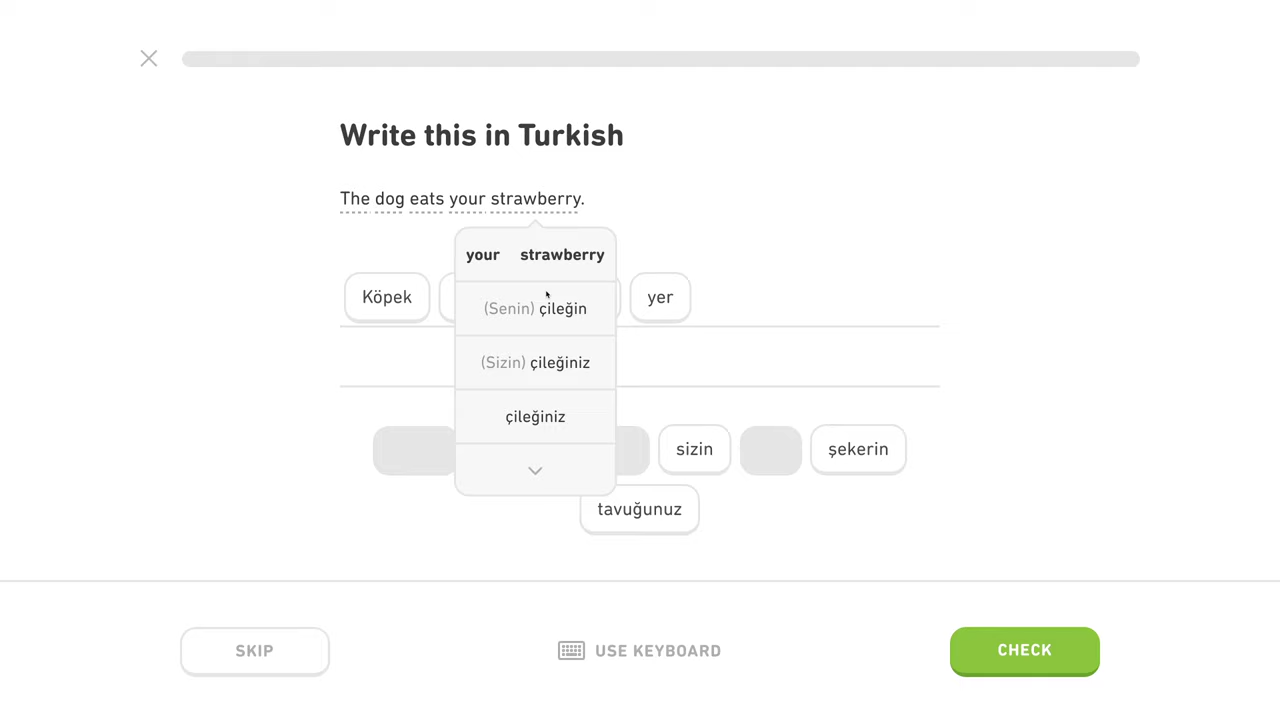 Write this in Turkish
The dog eats your strawberry.
your strawberry
Köpek yer
(Senin) çileğin
(Sizin) çileğiniz
çileğiniz
sizin şekerin
tavuğunuz
SKIP USE KEYBOARD CHECK